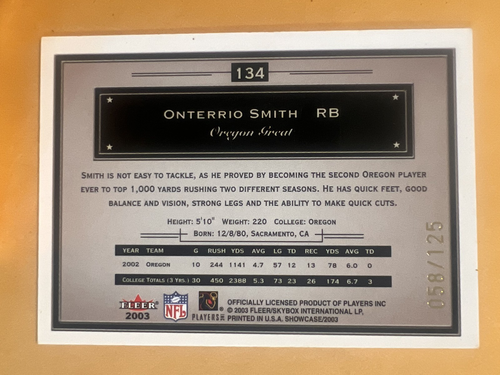 134
ONTERRIO SMITH RB
Oregon Great
SMITH IS NOT EASY TO TACKLE, AS HE PROVED BY BECOMING THE SECOND OREGON PLAYER
EVER TO TOP 1,000 YARDS RUSHING TWO DIFFERENT SEASONS. HE HAS QUICK FEET, GOOD
BALANCE AND VISION, STRONG LEGS AND THE ABILITY TO MAKE QUICK CUTS.
HEIGHT: 5'10" WEIGHT: 220 COLLEGE: OREGON
BORN: 12/8/80, SACRAMENTO, CA
YEAR TEAM G RUSH YDS AVG LG TD REC YDS AVG TD
2002 OREGON 10 244 1141 4.7 57 12 13 78 6.0 0
COLLEGE TOTALS (3 YRS.) 30 450 2388 5.3 73 23 26 174 6.7 3
058/125
FLEER
2003
NFL
PLAYERS INC
OFFICIALLY LICENSED PRODUCT OF PLAYERS INC
© 2003 FLEER/SKYBOX INTERNATIONAL LP.
PRINTED IN U.S.A. SHOWCASE/2003